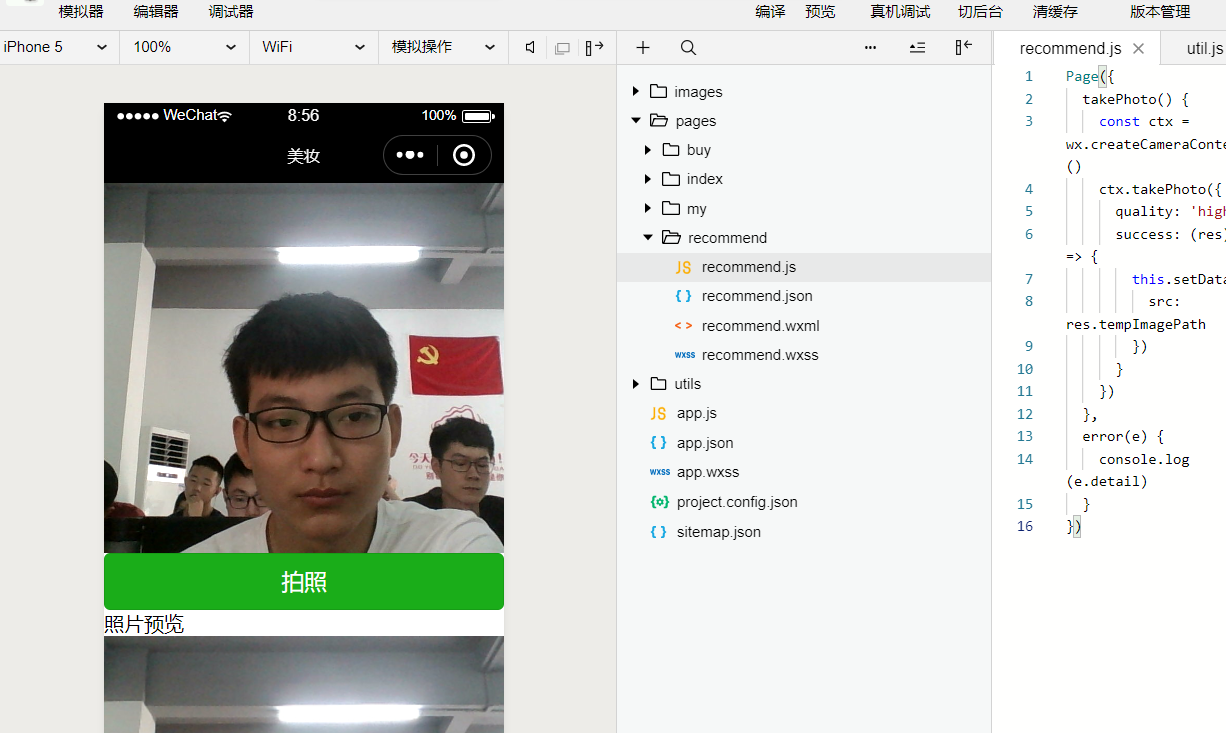 模拟器 编辑器 调试器 编译 预览 真机调试 切后台 清缓存 版本管理
iPhone 5 100% WiFi 模拟操作
recommend.js util.js
WeChat 8:56 100%
美妆
今天
拍照
照片预览
images
pages
buy
index
my
recommend
JS recommend.js
{ } recommend.json
< > recommend.wxml
wxss recommend.wxss
utils
JS app.js
{ } app.json
wxss app.wxss
project.config.json
{ } sitemap.json
1 Page({
2 takePhoto() {
3 const ctx =
wx.createCameraConte
()
4 ctx.takePhoto({
5 quality: 'high
6 success: (res)
=> {
7 this.setData
8 src:
res.tempImagePath
9 })
10 }
11 })
12 },
13 error(e) {
14 console.log
(e.detail)
15 }
16 })